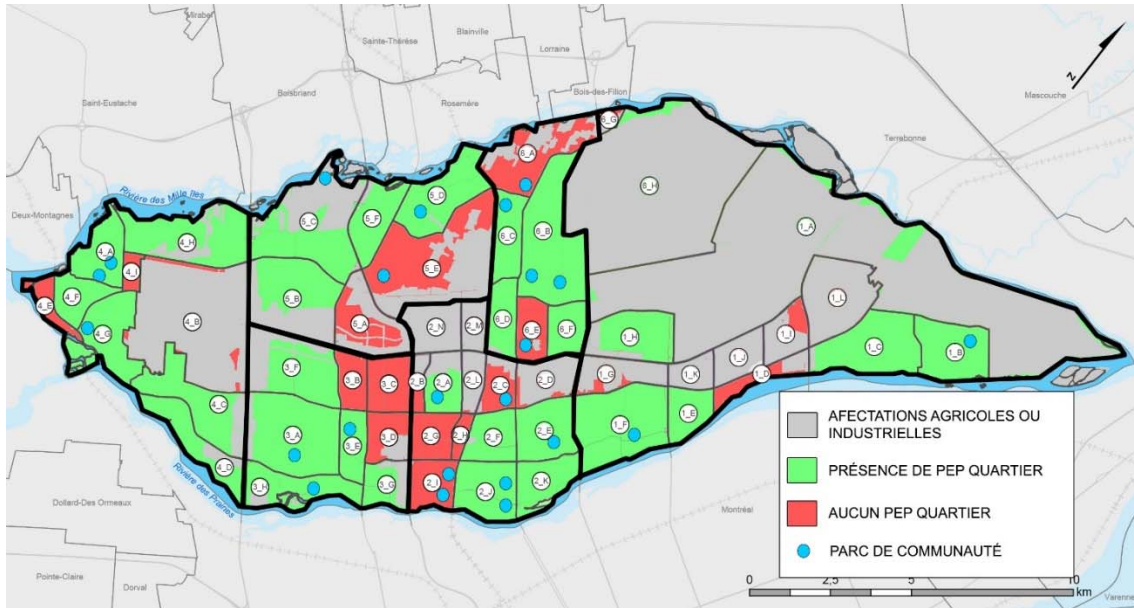 Mirabel
Blainville
Sainte-Thérèse
Lorraine
Bois-des-Filion
Boisbriand
Rosemère
Saint-Eustache
Mascouche
Terrebonne
N
Rivière des Mille Iles
Deux-Montagnes
6_G
6_A
6_H
5_D
5_C
5_F
6_C
6_B
1_A
4_H
4_A
4_I
5_E
4_E
4_F
5_B
1_L
4_G
4_B
5_A
2_N
2_M
6_D
6_E
6_F
1_H
1_I
1_J
1_C
1_B
3_F
3_B
3_C
2_B
2_A
2_L
2_C
2_D
1_G
1_K
1_D
4_C
3_A
3_E
3_D
2_G
2_H
2_F
2_E
1_F
1_E
4_D
3_H
3_G
2_I
2_J
2_K
Rivière des Prairies
Dollard-Des Ormeaux
Montréal
Pointe-Claire
Dorval
Varenne
AFECTATIONS AGRICOLES OU
INDUSTRIELLES
PRÉSENCE DE PEP QUARTIER
AUCUN PEP QUARTIER
PARC DE COMMUNAUTÉ
0 2,5 5 10
km